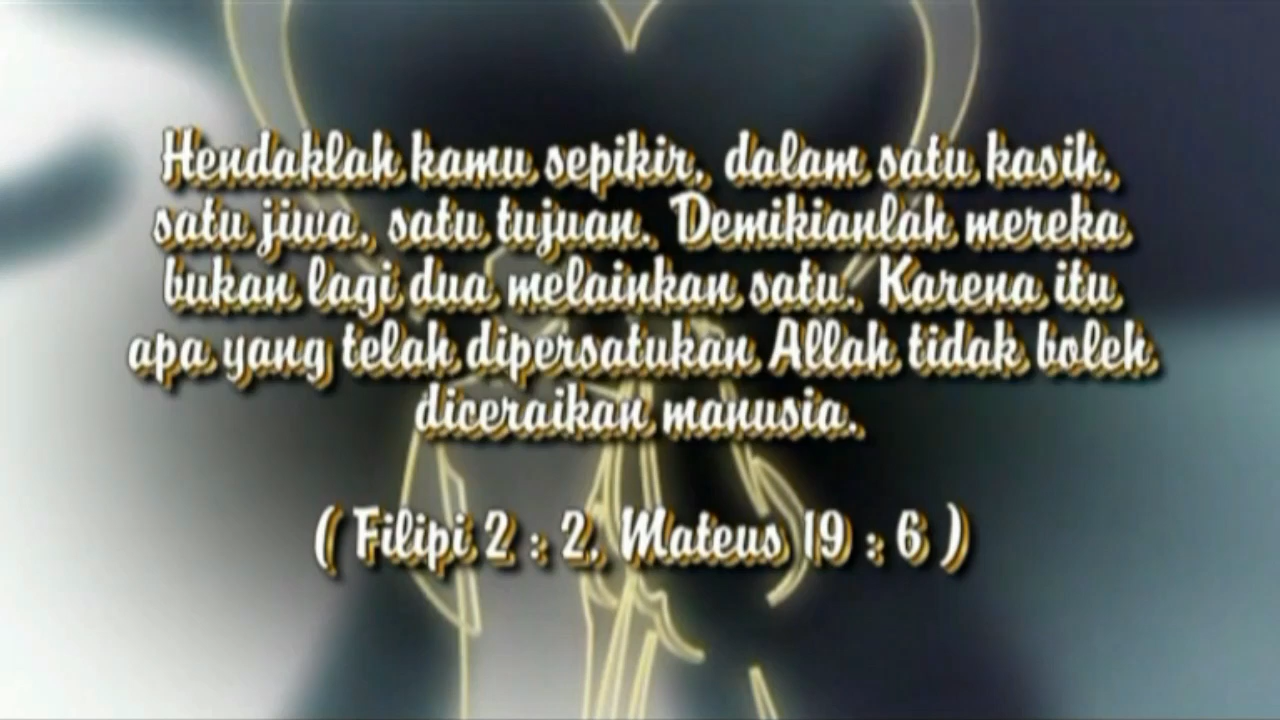 Hendaklah kamu sepikir, dalam satu kasih,
satu jiwa, satu tujuan. Demikianlah mereka
bukan lagi dua melainkan satu. Karena itu
apa yang telah dipersatukan Allah tidak boleh
diceraikan manusia.
( Filipi 2 : 2, Mateus 19 : 6 )